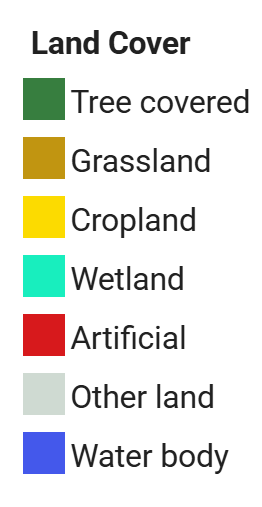 Land Cover
Tree covered
Grassland
Cropland
Wetland
Artificial
Other land
Water body